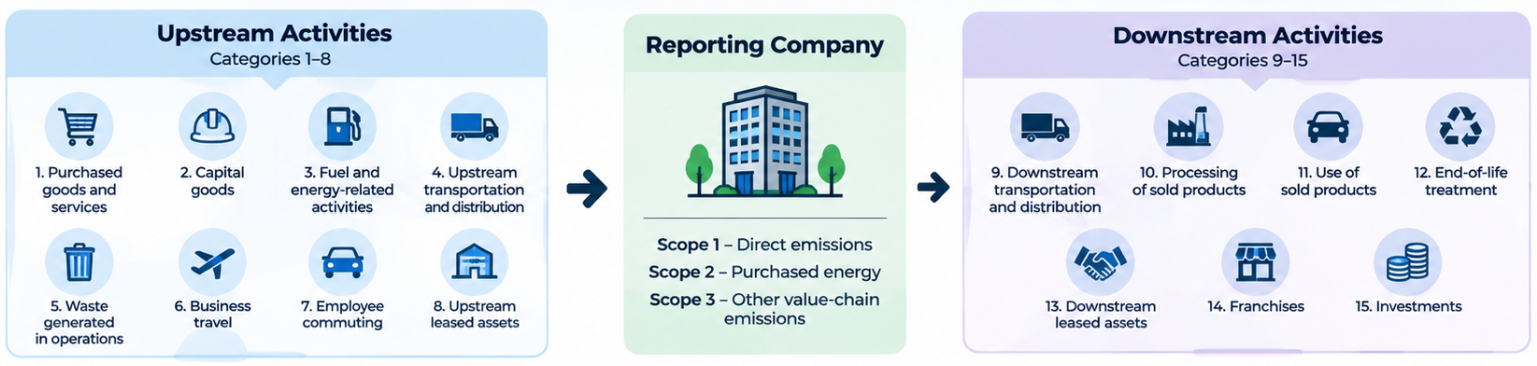 Upstream Activities
Categories 1–8
1. Purchased
goods and
services
2. Capital
goods
3. Fuel and
energy-related
activities
4. Upstream
transportation
and distribution
5. Waste
generated
in operations
6. Business
travel
7. Employee
commuting
8. Upstream
leased assets
Reporting Company
Scope 1 – Direct emissions
Scope 2 – Purchased energy
Scope 3 – Other value-chain
emissions
Downstream Activities
Categories 9–15
9. Downstream
transportation
and distribution
10. Processing
of sold products
11. Use of
sold products
12. End-of-life
treatment
13. Downstream
leased assets
14. Franchises
15. Investments